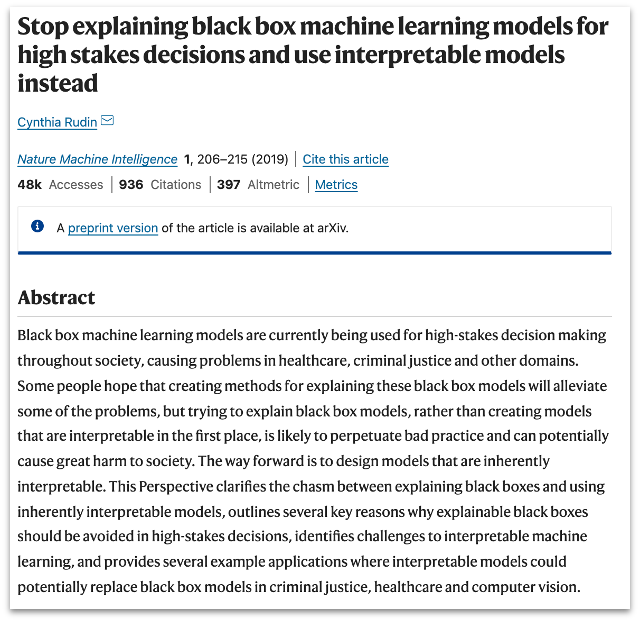 Stop explaining black box machine learning models for
high stakes decisions and use interpretable models
instead
Cynthia Rudin
Nature Machine Intelligence 1, 206–215 (2019) | Cite this article
48k Accesses | 936 Citations | 397 Altmetric | Metrics
A preprint version of the article is available at arXiv.
Abstract
Black box machine learning models are currently being used for high-stakes decision making
throughout society, causing problems in healthcare, criminal justice and other domains.
Some people hope that creating methods for explaining these black box models will alleviate
some of the problems, but trying to explain black box models, rather than creating models
that are interpretable in the first place, is likely to perpetuate bad practice and can potentially
cause great harm to society. The way forward is to design models that are inherently
interpretable. This Perspective clarifies the chasm between explaining black boxes and using
inherently interpretable models, outlines several key reasons why explainable black boxes
should be avoided in high-stakes decisions, identifies challenges to interpretable machine
learning, and provides several example applications where interpretable models could
potentially replace black box models in criminal justice, healthcare and computer vision.